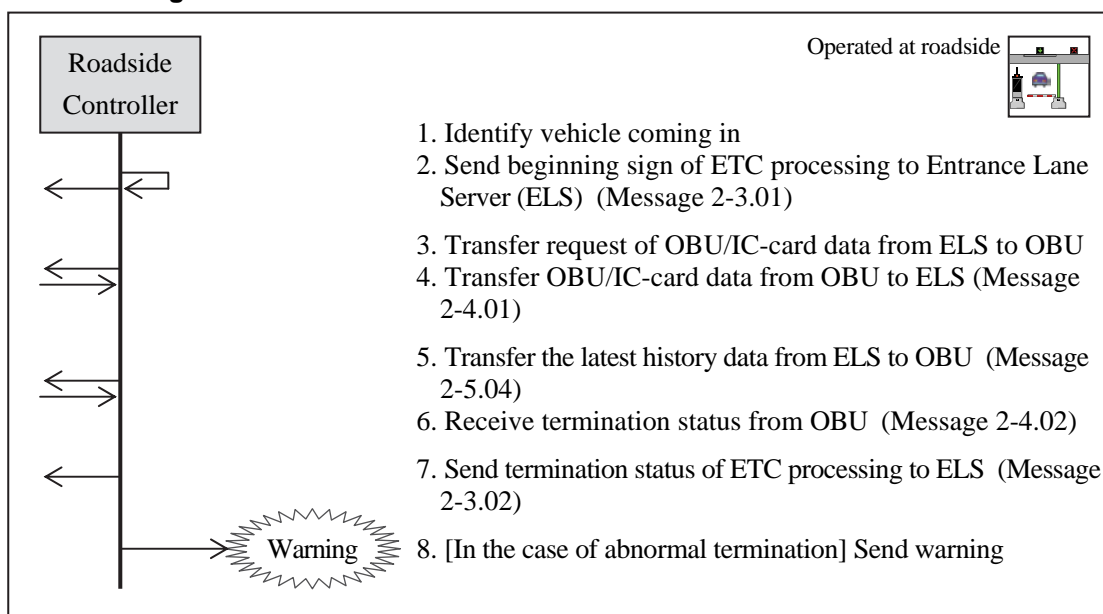 Operated at roadside
Roadside
Controller
1. Identify vehicle coming in
2. Send beginning sign of ETC processing to Entrance Lane
Server (ELS) (Message 2-3.01)
3. Transfer request of OBU/IC-card data from ELS to OBU
4. Transfer OBU/IC-card data from OBU to ELS (Message
2-4.01)
5. Transfer the latest history data from ELS to OBU (Message
2-5.04)
6. Receive termination status from OBU (Message 2-4.02)
7. Send termination status of ETC processing to ELS (Message
2-3.02)
Warning
8. [In the case of abnormal termination] Send warning